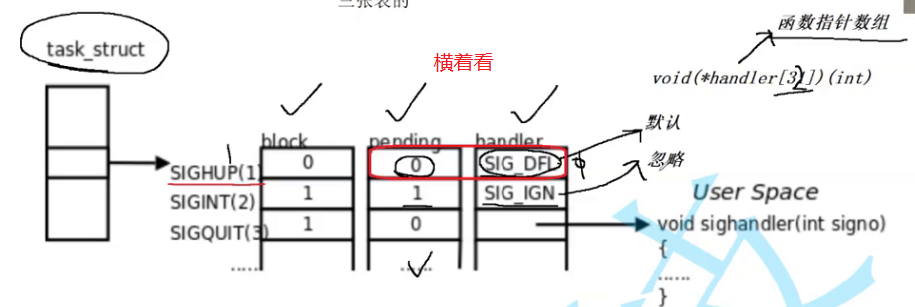 三张表的
函数指针数组
task_struct
横着看
void(*handler[32])(int)
block
pending
handler
默认
SIGHUP(1)
0
0
SIG_DFL
忽略
SIGINT(2)
1
1
SIG_IGN
User Space
SIGQUIT(3)
1
0
void sighandler(int signo)
{
......
......
......
}